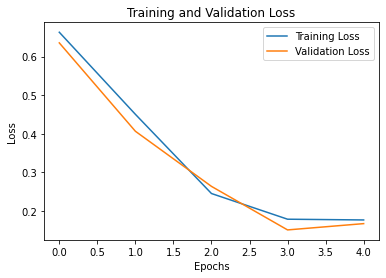 Training and Validation Loss
Training Loss
Validation Loss
Loss
0.6
0.5
0.4
0.3
0.2
0.0 0.5 1.0 1.5 2.0 2.5 3.0 3.5 4.0
Epochs